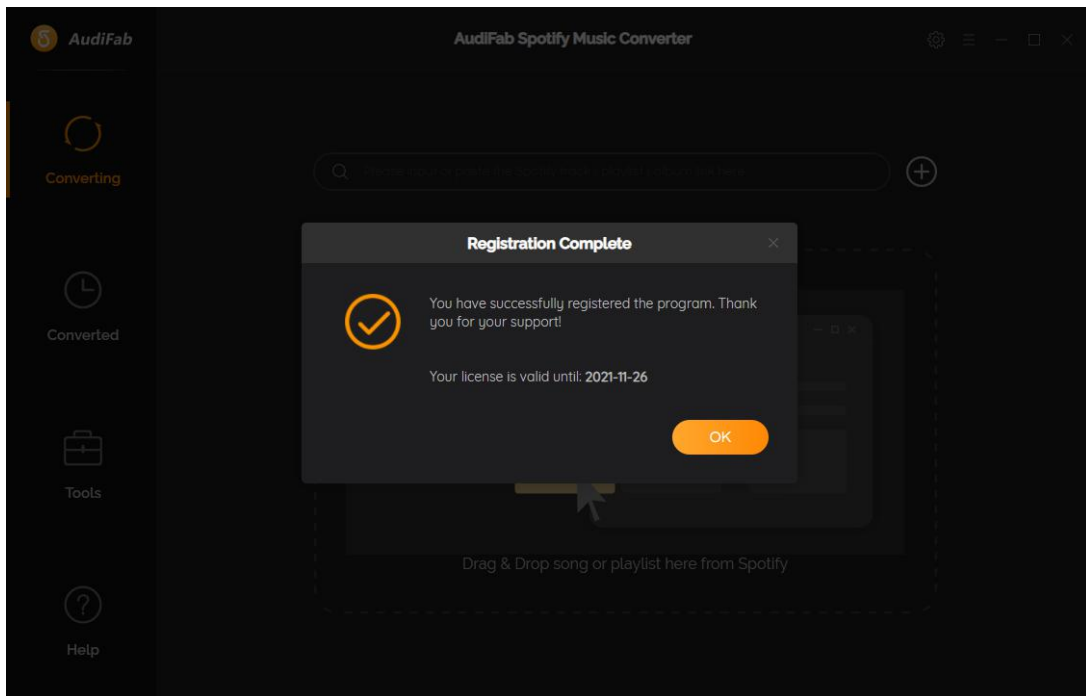 AudiFab
AudiFab Spotify Music Converter
Converting
Registration Complete
You have successfully registered the program. Thank
you for your support!
Your license is valid until: 2021-11-26
OK
Converted
Tools
Drag & Drop song or playlist here from Spotify
Help